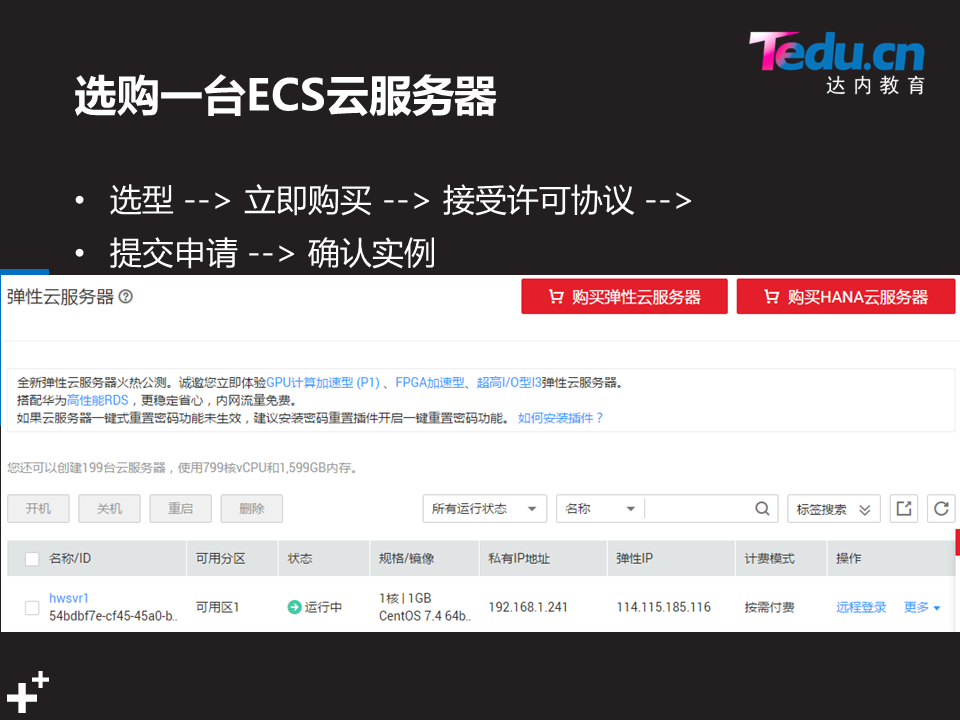 Tedu.cn
达内教育
选购一台ECS云服务器
• 选型 --> 立即购买 --> 接受许可协议 -->
• 提交申请 --> 确认实例
弹性云服务器 ? 购买弹性云服务器 购买HANA云服务器
全新弹性云服务器火热公测。诚邀您立即体验GPU计算加速型 (P1) 、FPGA加速型、超高I/O型I3弹性云服务器。
搭配华为高性能RDS，更稳定省心，内网流量免费。
如果云服务器一键式重置密码功能未生效，建议安装密码重置插件开启一键重置密码功能。 如何安装插件？
您还可以创建199台云服务器，使用799核vCPU和1,599GB内存。
开机 关机 重启 删除 所有运行状态 名称 标签搜索
名称/ID 可用分区 状态 规格/镜像 私有IP地址 弹性IP 计费模式 操作
hwsvr1 1核 | 1GB
可用区1 运行中 192.168.1.241 114.115.185.116 按需付费 远程登录 更多
54bdbf7e-cf45-45a0-b.. CentOS 7.4 64b..